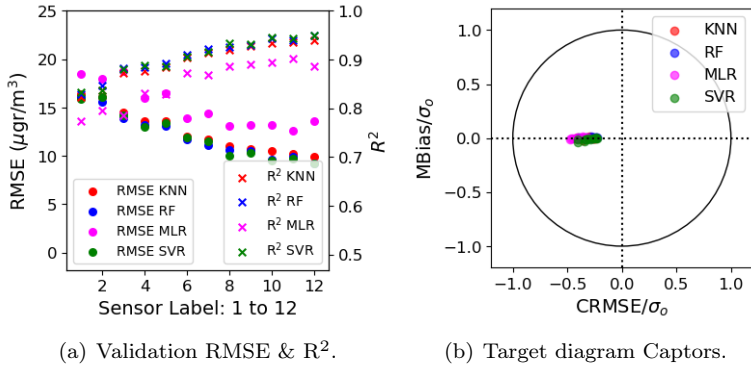 25
20
15
10
5
0
RMSE (μgr/m³)
1.0
0.9
0.8
0.7
0.6
0.5
R²
RMSE KNN
RMSE RF
RMSE MLR
RMSE SVR
R² KNN
R² RF
R² MLR
R² SVR
2 4 6 8 10 12
Sensor Label: 1 to 12
(a) Validation RMSE & R².
1.0
0.5
0.0
−0.5
−1.0
MBias/σₒ
KNN
RF
MLR
SVR
−1.0 −0.5 0.0 0.5 1.0
CRMSE/σₒ
(b) Target diagram Captors.